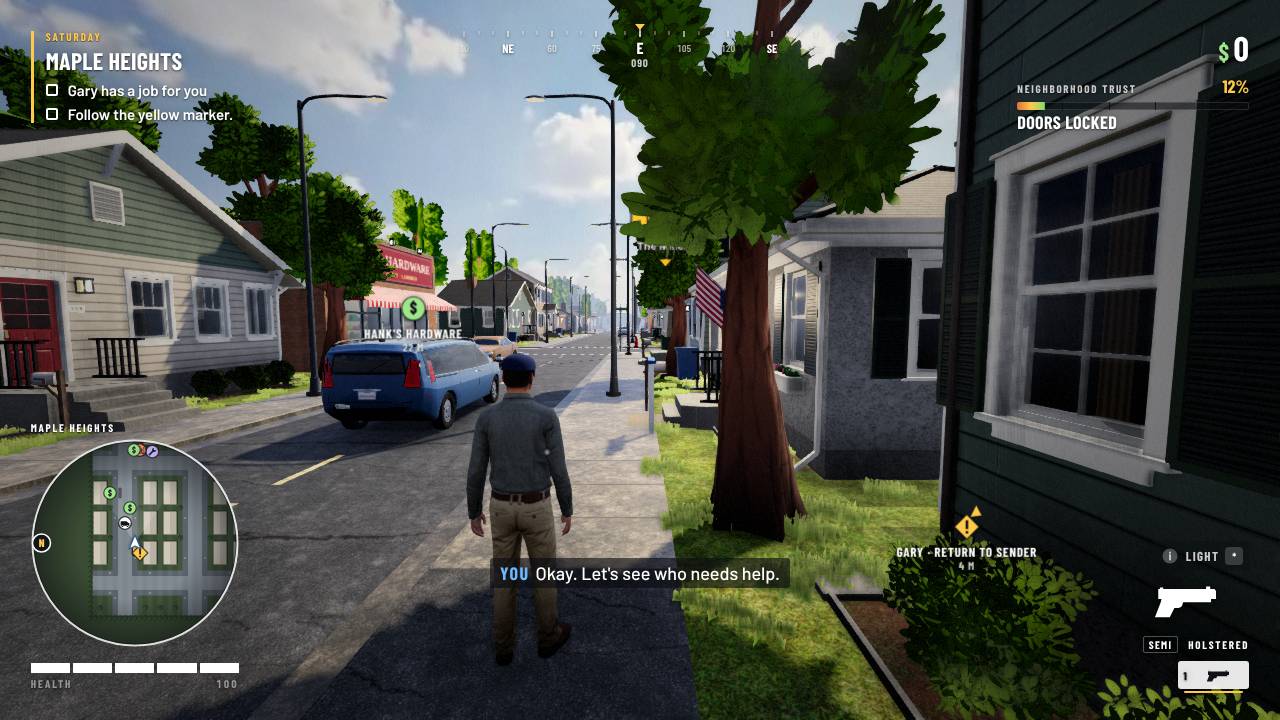 SATURDAY
MAPLE HEIGHTS
Gary has a job for you
Follow the yellow marker.
NE 60 75 E 105 120 SE
090
$0
NEIGHBORHOOD TRUST 12%
DOORS LOCKED
HARDWARE
$
HANK'S HARDWARE
MAPLE HEIGHTS
$
$
$
N
!
!
GARY - RETURN TO SENDER
4 M
YOU Okay. Let's see who needs help.
i LIGHT *
SEMI HOLSTERED
1
HEALTH 100